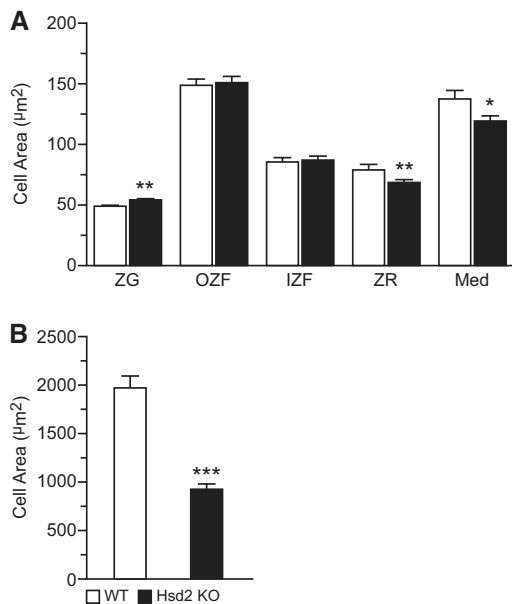 A
Cell Area (µm²)
200
150
100
50
0
**
**
*
ZG OZF IZF ZR Med
B
Cell Area (µm²)
2500
2000
1500
1000
500
0
***
WT Hsd2 KO